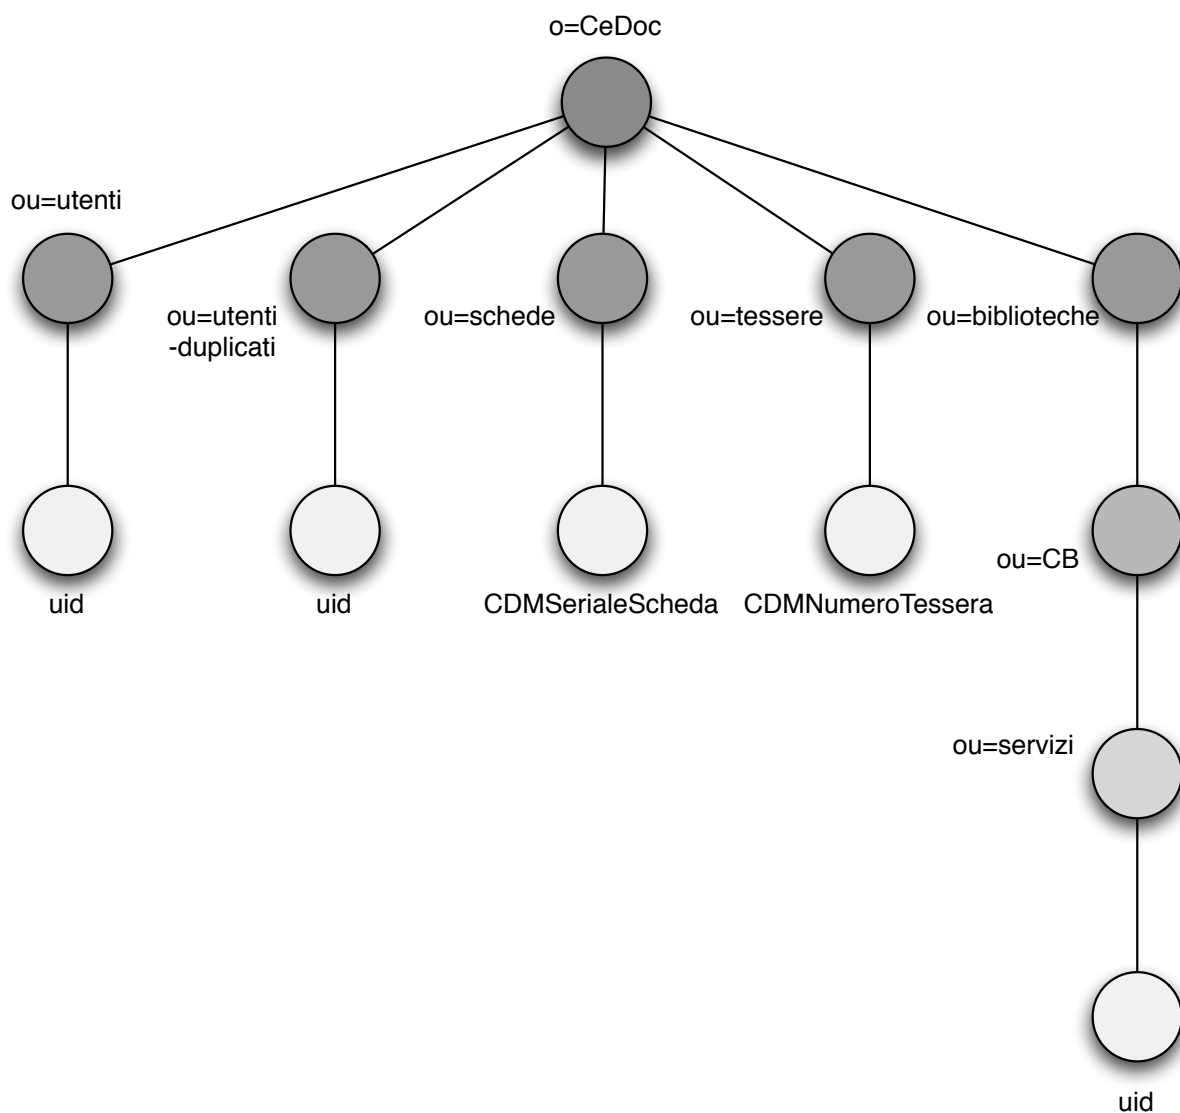 o=CeDoc
ou=utenti
ou=utenti
-duplicati
ou=schede
ou=tessere
ou=biblioteche
ou=CB
uid
uid
CDMSerialeScheda
CDMNumeroTessera
ou=servizi
uid